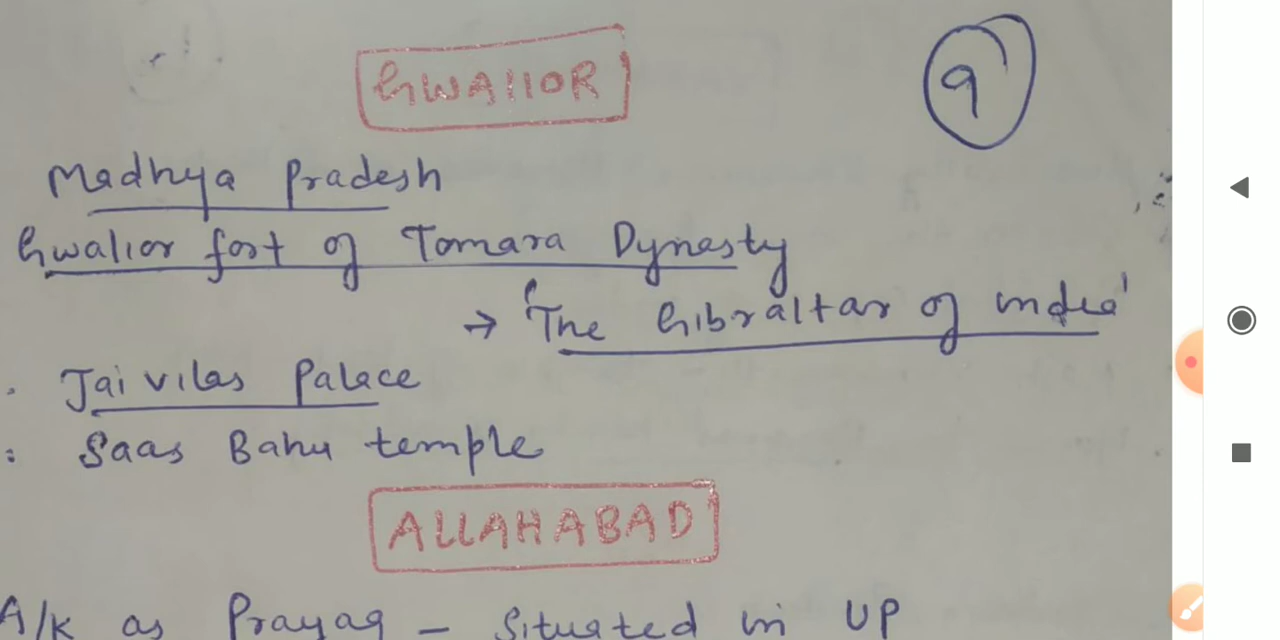 GWALIOR
9
Madhya Pradesh
Gwalior fort of Tomara Dynasty
→ 'The Gibraltar of india'
. Jai vilas Palace
: Saas Bahu temple
ALLAHABAD
A/K as Prayag – Situated in UP